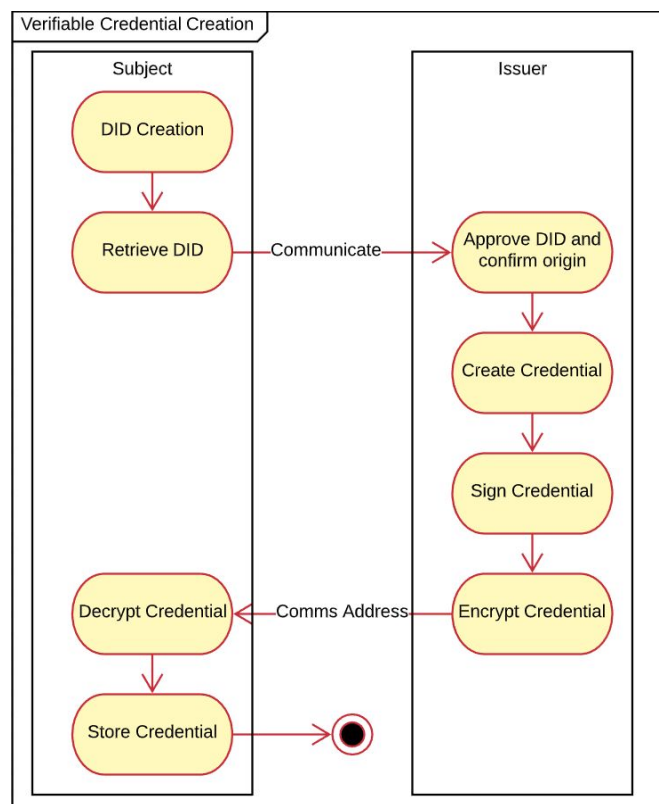 Verifiable Credential Creation
Subject
Issuer
DID Creation
Retrieve DID
Communicate
Approve DID and
confirm origin
Create Credential
Sign Credential
Decrypt Credential
Comms Address
Encrypt Credential
Store Credential